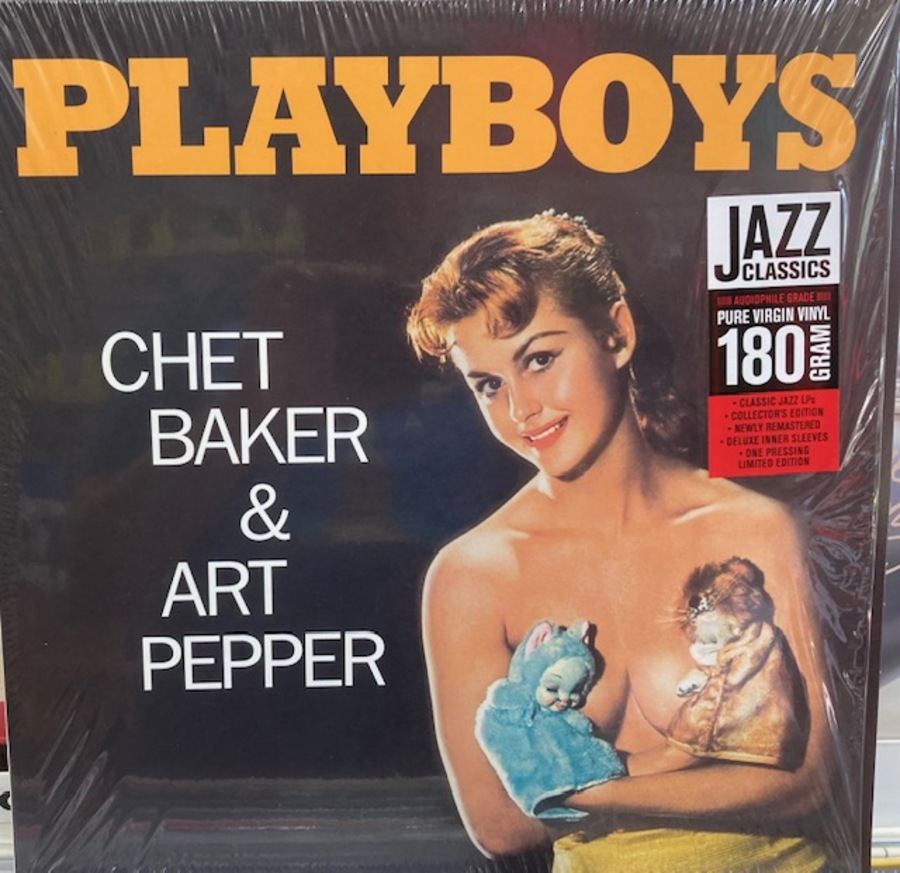 PLAYBOYS
CHET
BAKER
&
ART
PEPPER
JAZZ
CLASSICS
AUDIOPHILE GRADE
PURE VIRGIN VINYL
180 GRAM
• CLASSIC JAZZ LPs
• COLLECTOR'S EDITION
• NEWLY REMASTERED
• DELUXE INNER SLEEVES
• ONE PRESSING
LIMITED EDITION